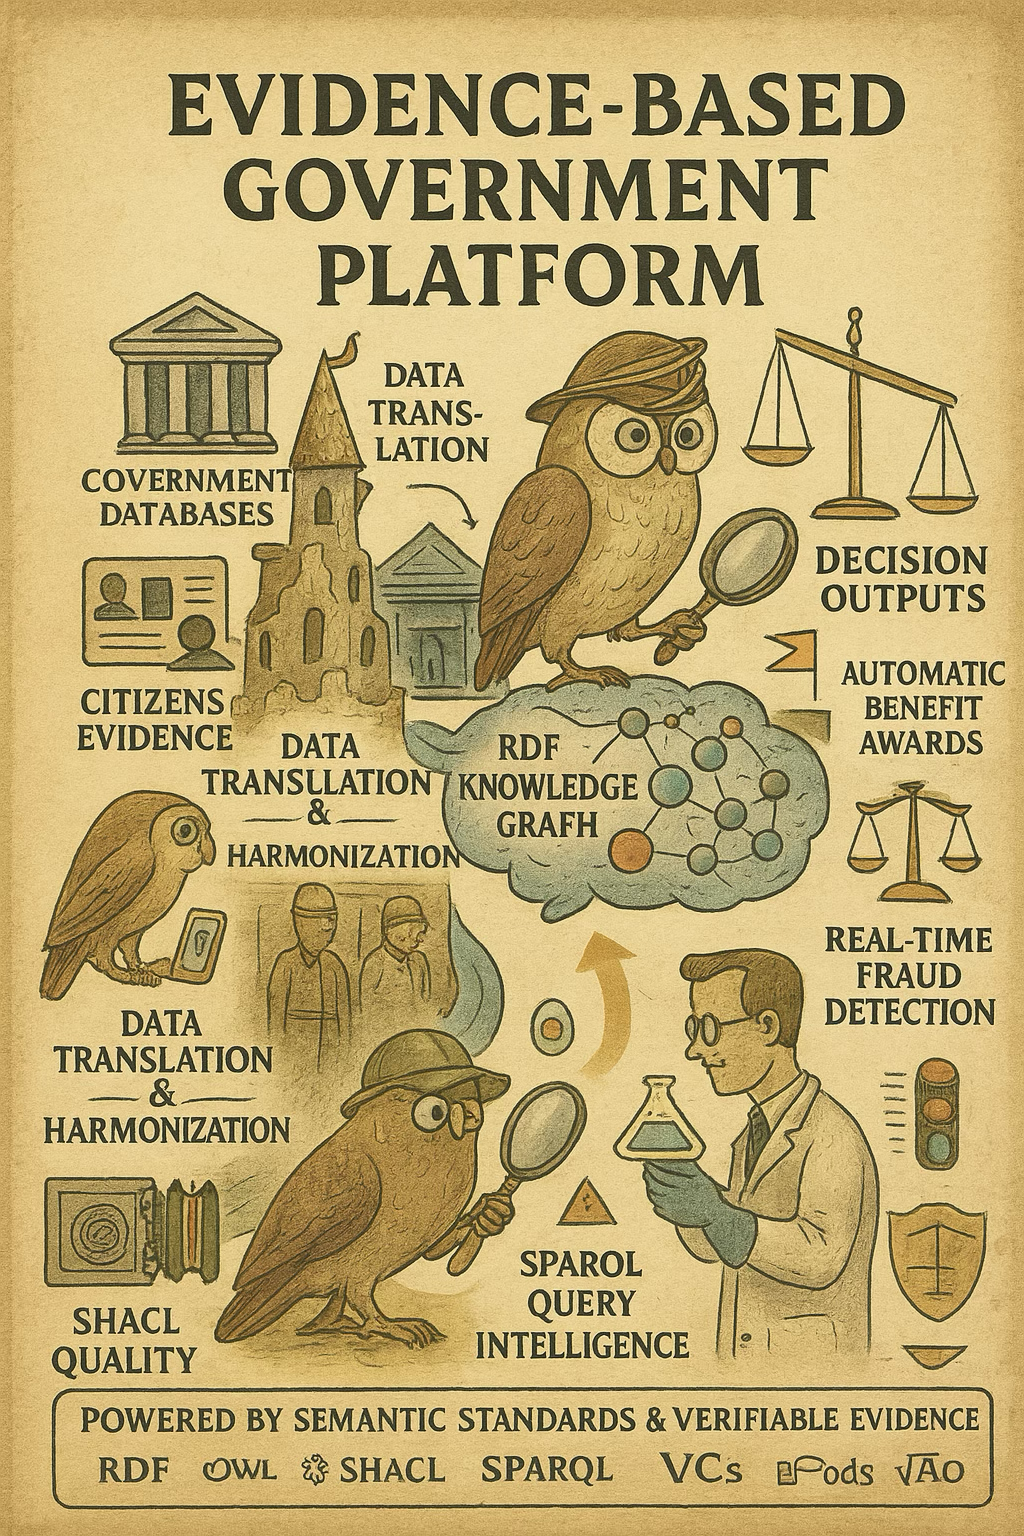 EVIDENCE-BASED
GOVERNMENT
PLATFORM
DATA
TRANS-
LATION
COVERNMENT
DATABASES
DECISION
OUTPUTS
CITIZENS
EVIDENCE
AUTOMATIC
BENEFIT
AWARDS
DATA
TRANSLLATION
&
HARMONIZATION
RDF
KNOWLEDGE
GRAFH
REAL-TIME
FRAUD
DETECTION
DATA
TRANSLATION
&
HARMONIZATION
SPAROL
QUERY
INTELLIGENCE
SHACL
QUALITY
POWERED BY SEMANTIC STANDARDS & VERIFIABLE EVIDENCE
RDF OWL SHACL SPARQL VCs Pods √AO